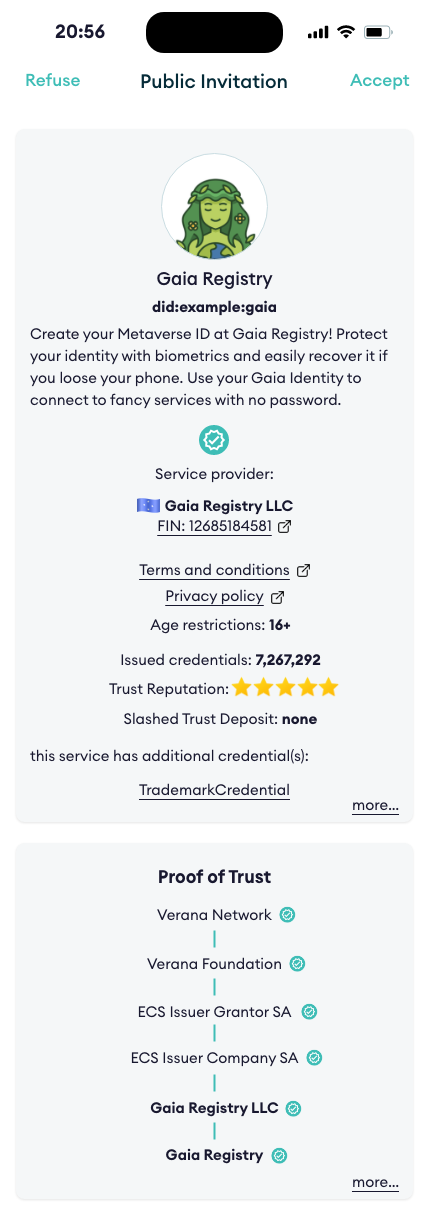 20:56
Refuse Public Invitation Accept
Gaia Registry
did:example:gaia
Create your Metaverse ID at Gaia Registry! Protect
your identity with biometrics and easily recover it if
you loose your phone. Use your Gaia Identity to
connect to fancy services with no password.
Service provider:
Gaia Registry LLC
FIN: 12685184581
Terms and conditions
Privacy policy
Age restrictions: 16+
Issued credentials: 7,267,292
Trust Reputation:
Slashed Trust Deposit: none
this service has additional credential(s):
TrademarkCredential
more...
Proof of Trust
Verana Network
Verana Foundation
ECS Issuer Grantor SA
ECS Issuer Company SA
Gaia Registry LLC
Gaia Registry
more...